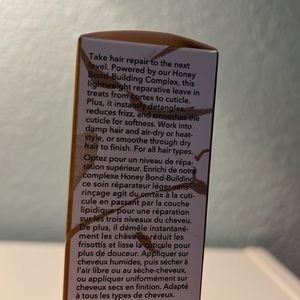 Take hair repair to the next
level. Powered by our Honey
Bond-Building Complex, this
lightweight reparative leave in
treats from cortex to cuticle.
Plus, it instantly detangles,
reduces frizz, and smoothes the
cuticle for softness. Work into
damp hair and air-dry or heat-
style, or smooth through dry
hair to finish. For all hair types.
Optez pour un niveau de répa-
ration supérieur. Enrichi de notre
complexe Honey Bond-Building,
ce soin réparateur léger sans
rinçage agit du cortex à la cuti-
cule en passant par la couche
lipidique pour une réparation
sur les trois niveaux du cheveu.
De plus, il démêle instantané-
ment les cheveux, réduit les
frisottis et lisse la cuticule pour
plus de douceur. Appliquer sur
cheveux humides, puis sécher à
l'air libre ou au sèche-cheveux,
ou appliquer uniformément sur
cheveux secs en finition. Adapté
à tous les types de cheveux.